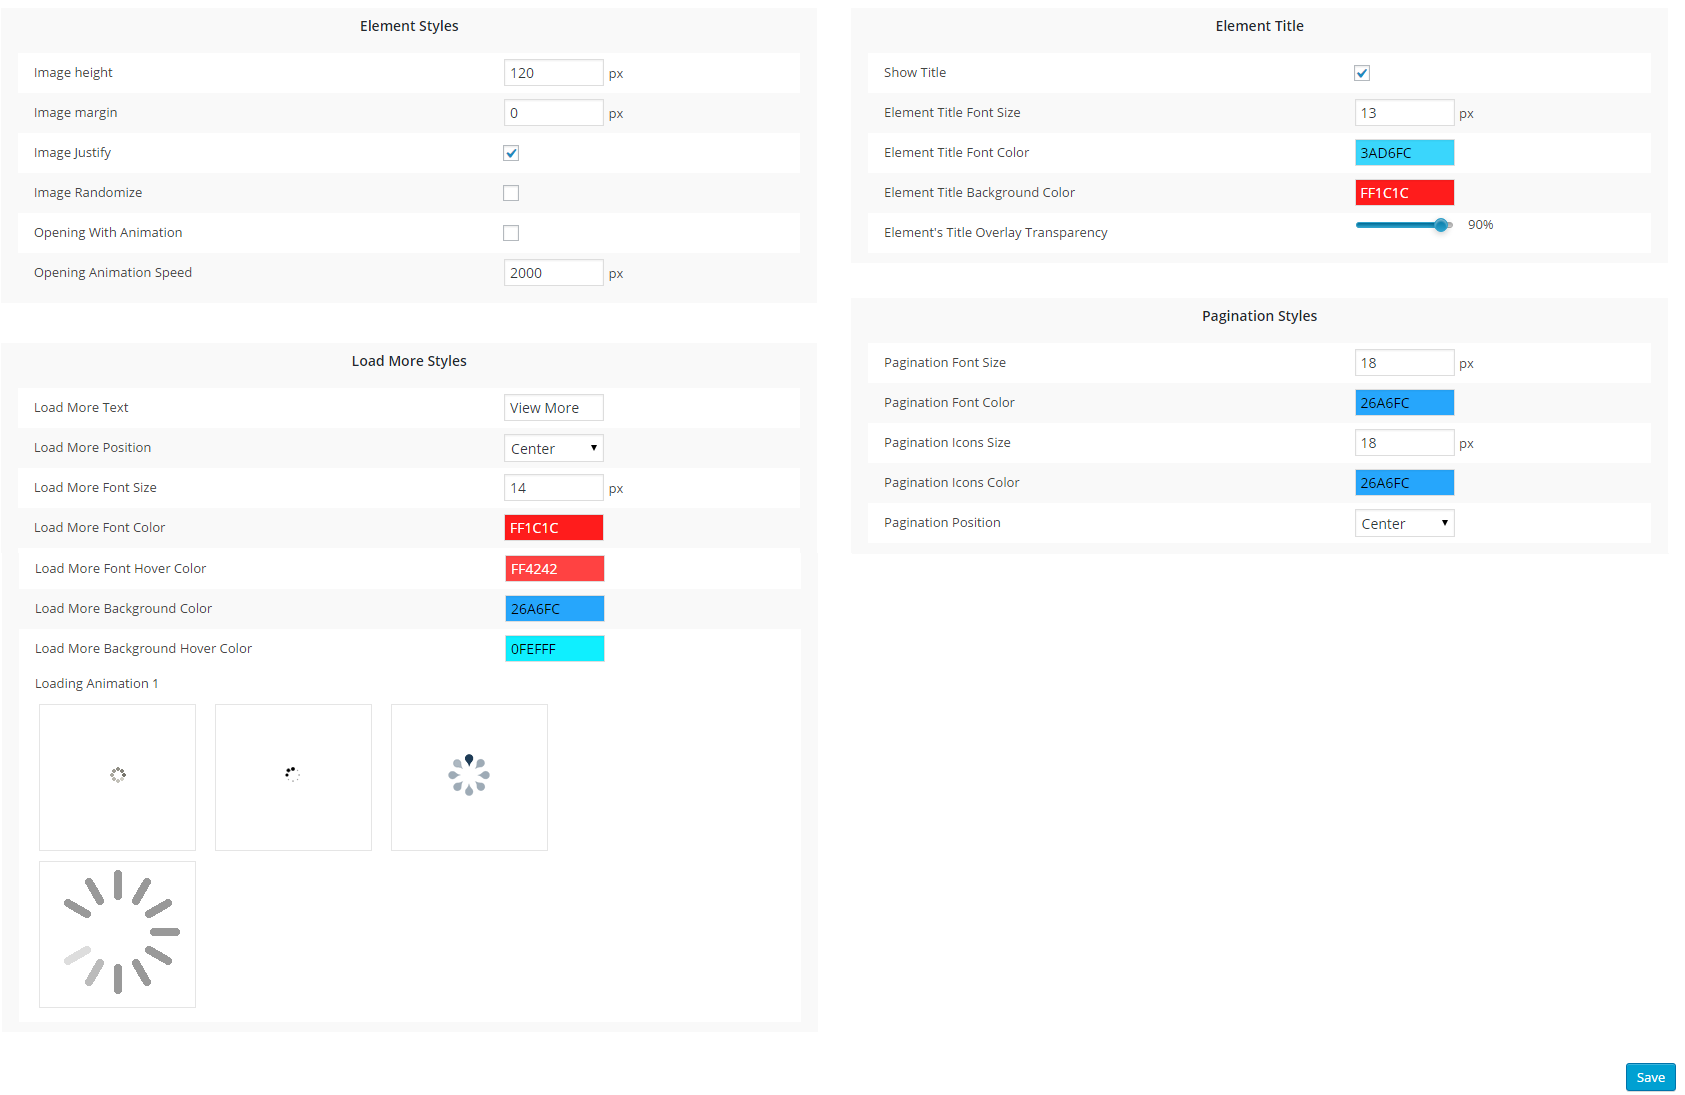 Element Styles
Image height 120 px
Image margin 0 px
Image Justify
Image Randomize
Opening With Animation
Opening Animation Speed 2000 px
Load More Styles
Load More Text View More
Load More Position Center
Load More Font Size 14 px
Load More Font Color FF1C1C
Load More Font Hover Color FF4242
Load More Background Color 26A6FC
Load More Background Hover Color 0FEFFF
Loading Animation 1
Element Title
Show Title
Element Title Font Size 13 px
Element Title Font Color 3AD6FC
Element Title Background Color FF1C1C
Element's Title Overlay Transparency 90%
Pagination Styles
Pagination Font Size 18 px
Pagination Font Color 26A6FC
Pagination Icons Size 18 px
Pagination Icons Color 26A6FC
Pagination Position Center
Save